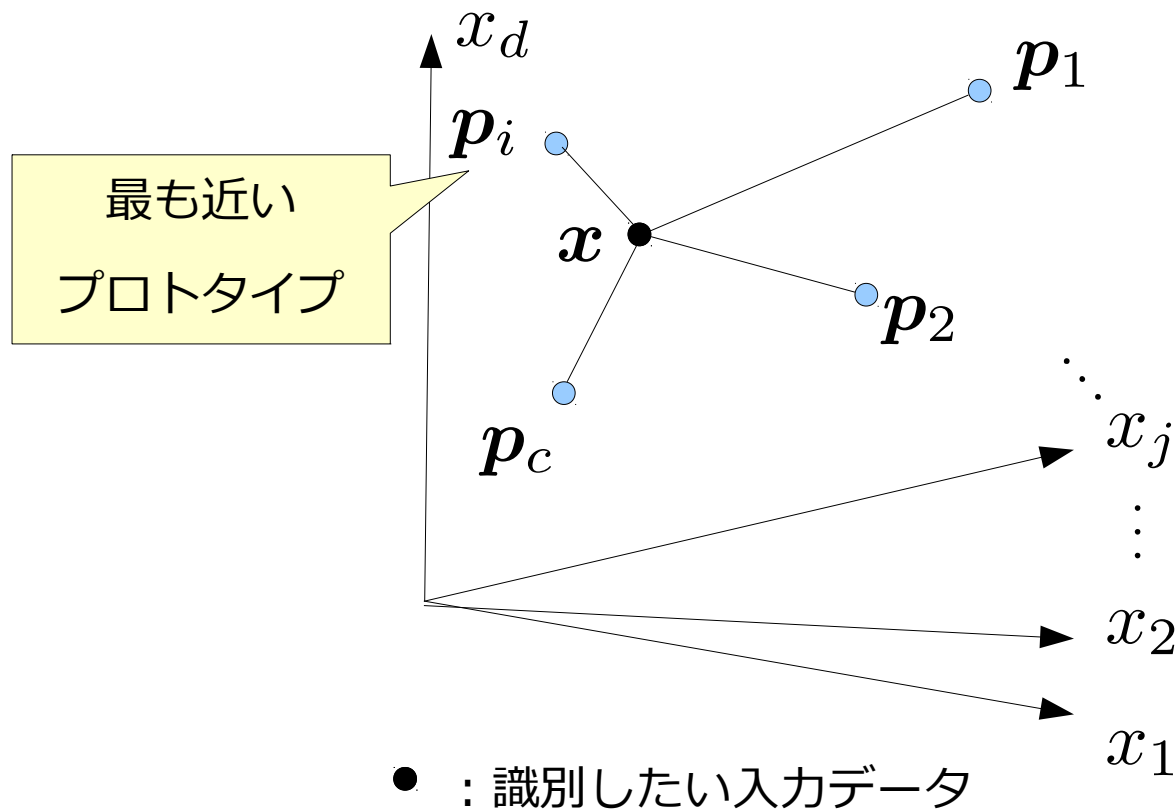 x_d
p_1
p_i
最も近い
プロトタイプ
x
p_2
p_c
⋱
x_j
⋮
x_2
x_1
● : 識別したい入力データ